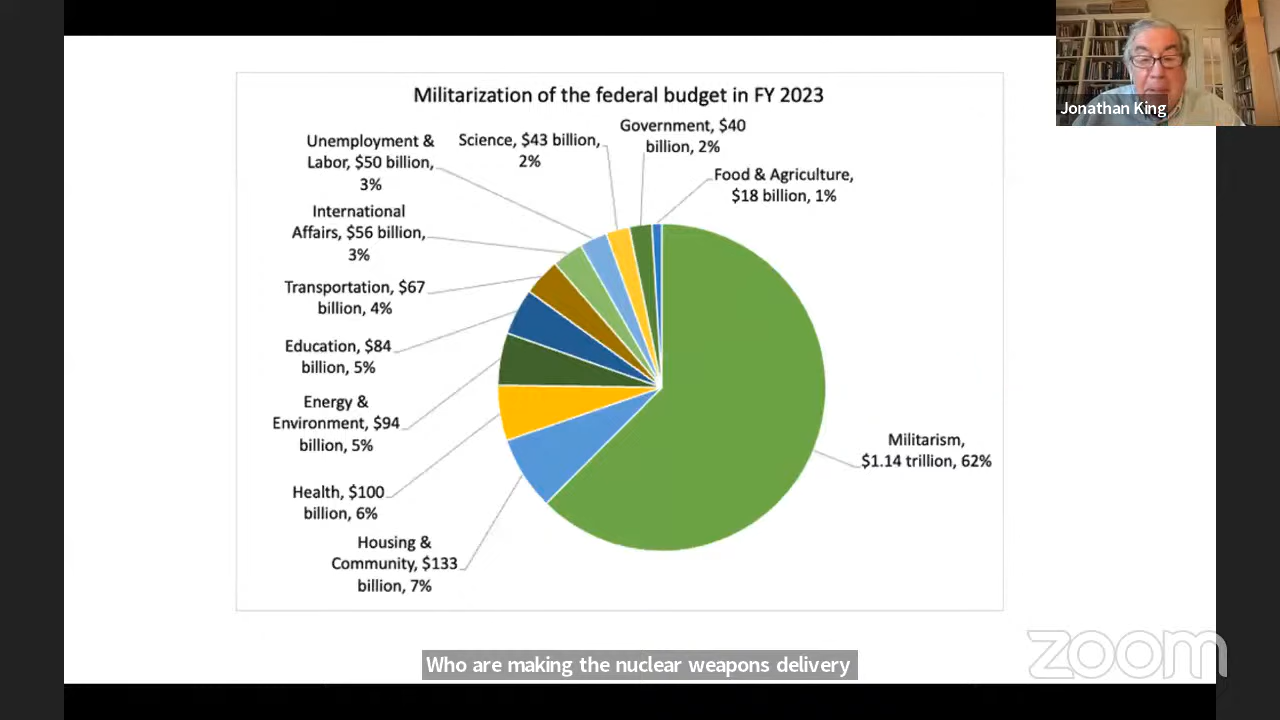 Militarization of the federal budget in FY 2023
Unemployment &
Labor, $50 billion,
3%
Science, $43 billion,
2%
Government, $40
billion, 2%
Food & Agriculture,
$18 billion, 1%
International
Affairs, $56 billion,
3%
Transportation, $67
billion, 4%
Education, $84
billion, 5%
Energy &
Environment, $94
billion, 5%
Health, $100
billion, 6%
Housing &
Community, $133
billion, 7%
Militarism,
$1.14 trillion, 62%
Jonathan King
Who are making the nuclear weapons delivery
zoom